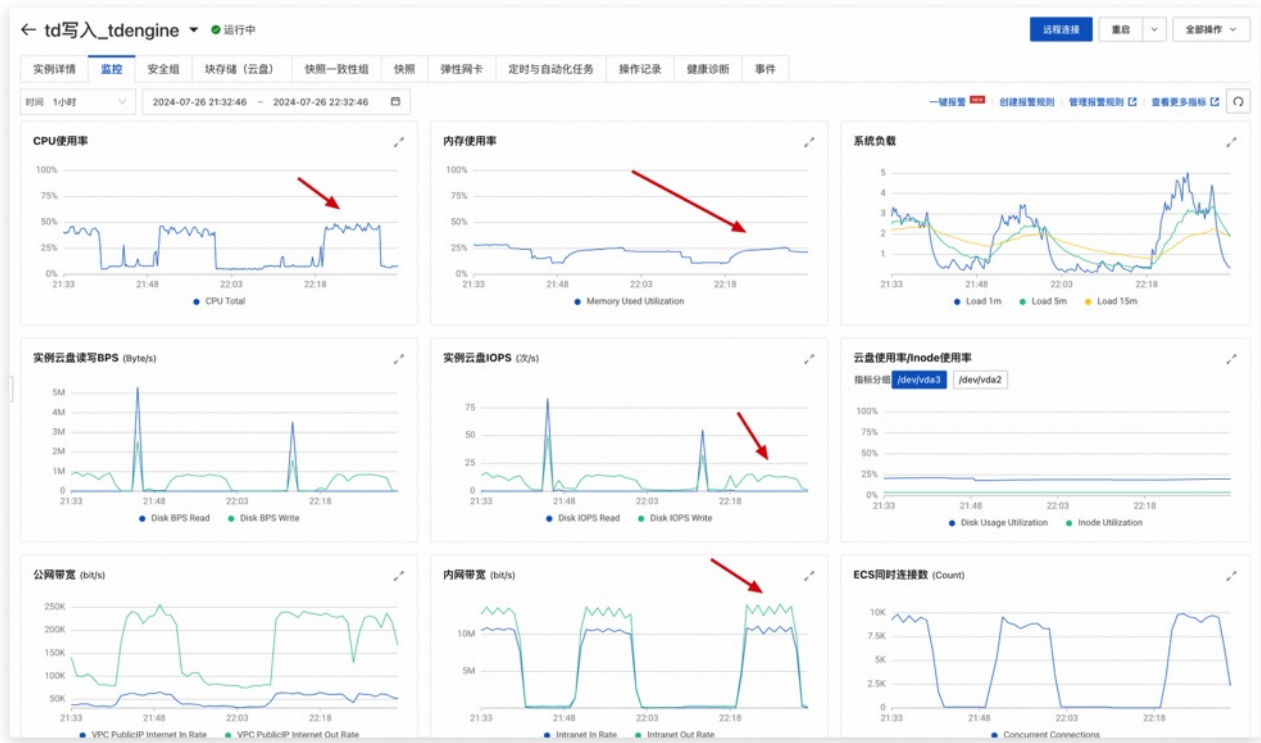 ← td写入_tdengine 运行中 远程连接 重启 全部操作
实例详情 监控 安全组 块存储（云盘） 快照一致性组 快照 弹性网卡 定时与自动化任务 操作记录 健康诊断 事件
时间 1小时 2024-07-26 21:32:46 ~ 2024-07-26 22:32:46 一键报警 NEW 创建报警规则 管理报警规则 查看更多指标
CPU使用率
100%
75%
50%
25%
0%
21:33 21:48 22:03 22:18
CPU Total
内存使用率
100%
75%
50%
25%
0%
21:33 21:48 22:03 22:18
Memory Used Utilization
系统负载
5
4
3
2
1
21:33 21:48 22:03 22:18
Load 1m Load 5m Load 15m
实例云盘读写BPS (Byte/s)
5M
4M
3M
2M
1M
0
21:33 21:48 22:03 22:18
Disk BPS Read Disk BPS Write
实例云盘IOPS (次/s)
75
50
25
0
21:33 21:48 22:03 22:18
Disk IOPS Read Disk IOPS Write
云盘使用率/Inode使用率
指标分组 /dev/vda3 /dev/vda2
100%
75%
50%
25%
0%
21:33 21:48 22:03 22:18
Disk Usage Utilization Inode Utilization
公网带宽 (bit/s)
250K
200K
150K
100K
50K
21:33 21:48 22:03 22:18
VPC PublicIP Internet In Rate VPC PublicIP Internet Out Rate
内网带宽 (bit/s)
10M
5M
21:33 21:48 22:03 22:18
Intranet In Rate Intranet Out Rate
ECS同时连接数 (Count)
10K
7.5K
5K
2.5K
0
21:33 21:48 22:03 22:18
Concurrent Connections